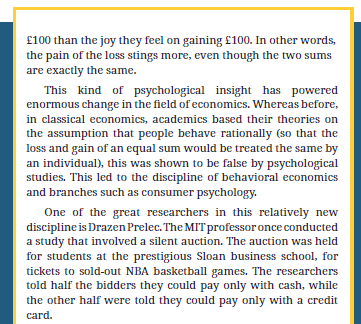 £100 than the joy they feel on gaining £100. In other words,
the pain of the loss stings more, even though the two sums
are exactly the same.
This kind of psychological insight has powered
enormous change in the field of economics. Whereas before,
in classical economics, academics based their theories on
the assumption that people behave rationally (so that the
loss and gain of an equal sum would be treated the same by
an individual), this was shown to be false by psychological
studies. This led to the discipline of behavioral economics
and branches such as consumer psychology.
One of the great researchers in this relatively new
discipline is Drazen Prelec. The MIT professor once conducted
a study that involved a silent auction. The auction was held
for students at the prestigious Sloan business school, for
tickets to sold-out NBA basketball games. The researchers
told half the bidders they could pay only with cash, while
the other half were told they could pay only with a credit
card.